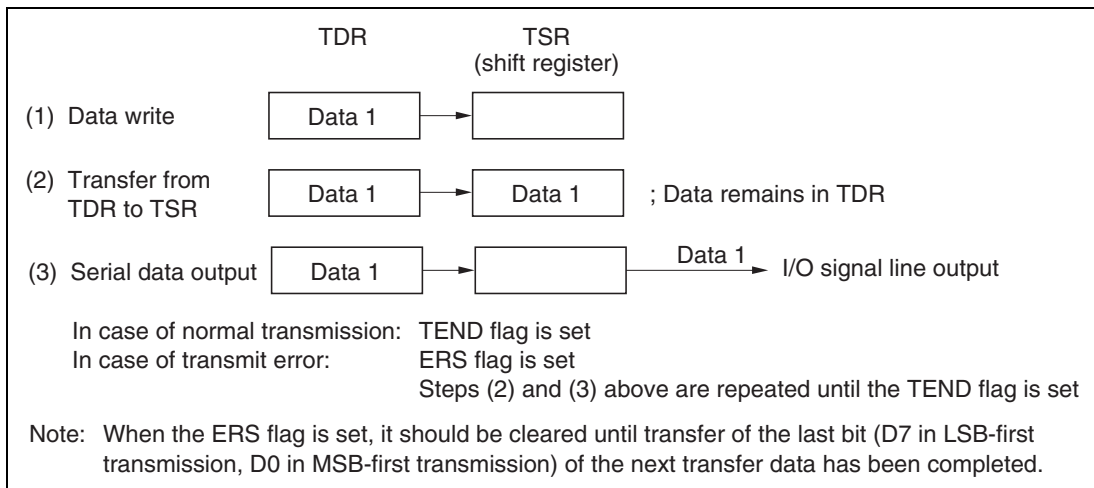 TDR TSR
(shift register)
(1) Data write Data 1
(2) Transfer from
TDR to TSR Data 1 Data 1 ; Data remains in TDR
(3) Serial data output Data 1 Data 1 I/O signal line output
In case of normal transmission: TEND flag is set
In case of transmit error: ERS flag is set
Steps (2) and (3) above are repeated until the TEND flag is set
Note: When the ERS flag is set, it should be cleared until transfer of the last bit (D7 in LSB-first
transmission, D0 in MSB-first transmission) of the next transfer data has been completed.